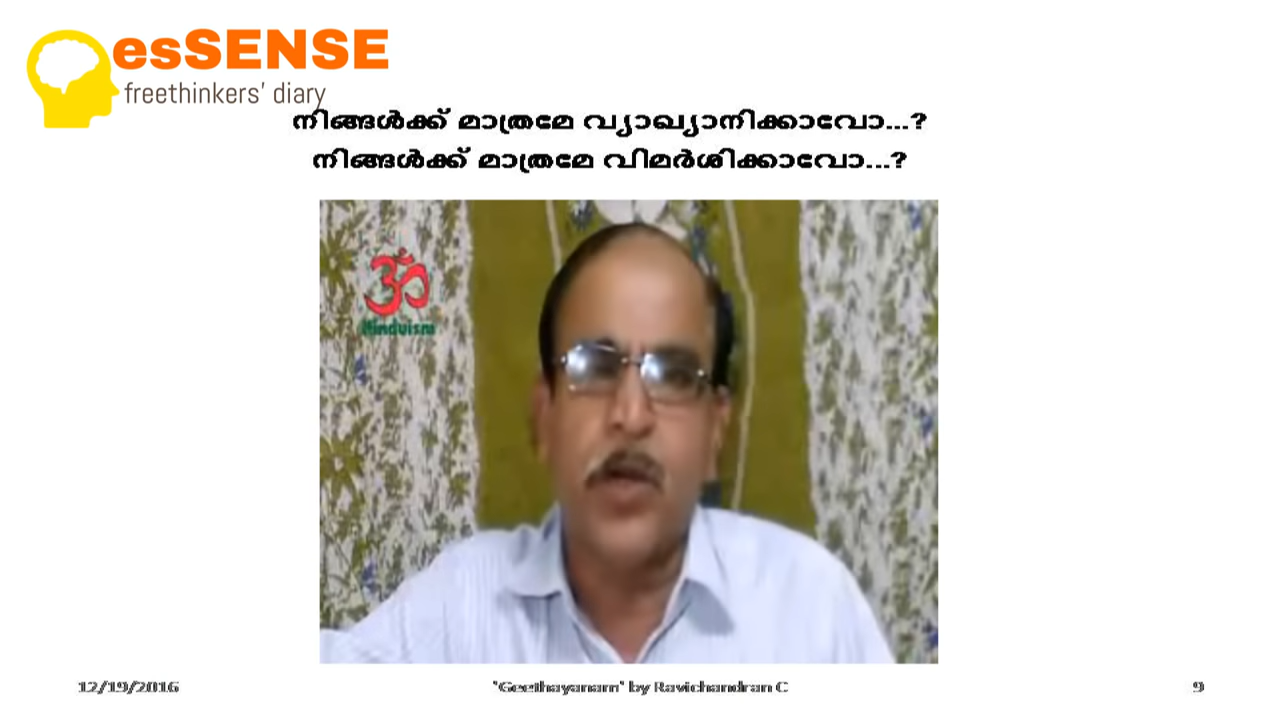 esSENSE
freethinkers' diary
നിങ്ങൾക്ക് മാത്രമേ വ്യാഖ്യാനിക്കാവോ...?
നിങ്ങൾക്ക് മാത്രമേ വിമർശിക്കാവോ...?
ॐ
Hinduism
12/19/2016
'Geethayanam' by Ravichandran C
9